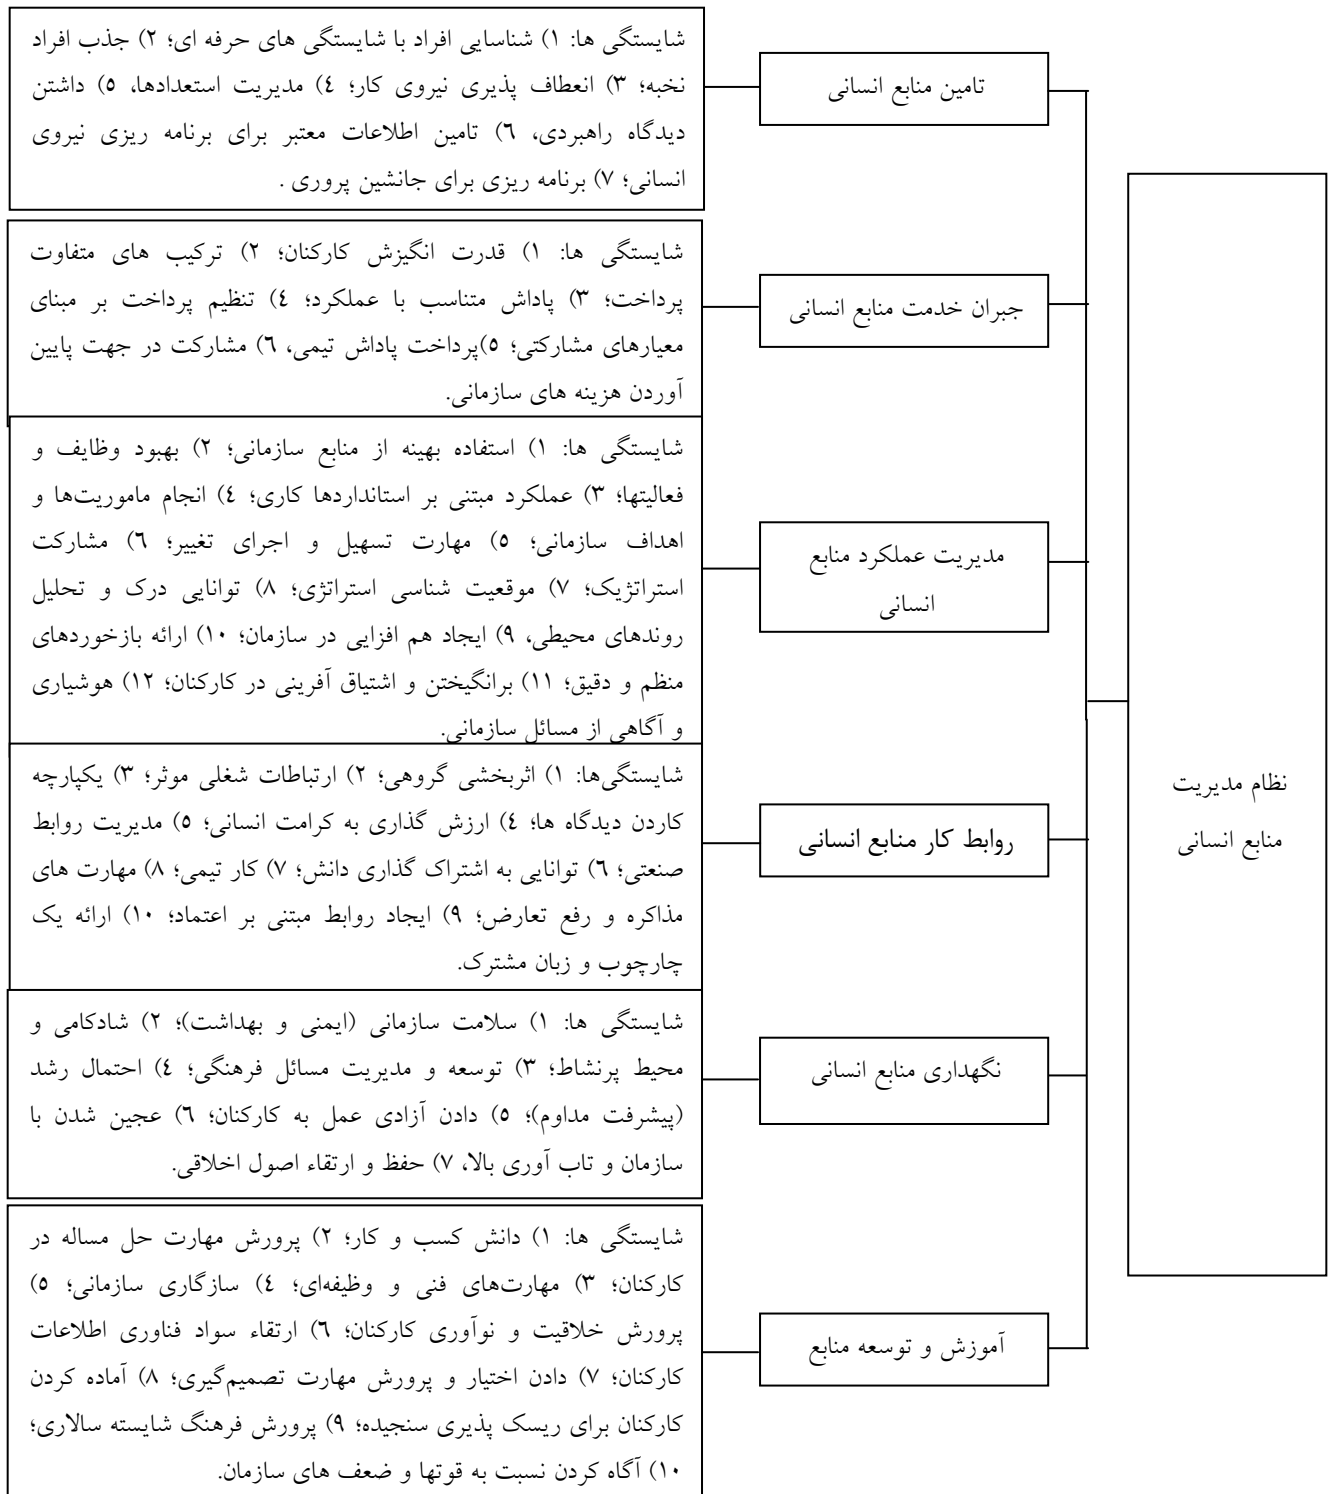 نظام مدیریت
منابع انسانی
تامین منابع انسانی
شایستگی ها: ۱) شناسایی افراد با شایستگی های حرفه ای؛ ۲) جذب افراد
نخبه؛ ۳) انعطاف پذیری نیروی کار؛ ٤) مدیریت استعدادها، ٥) داشتن
دیدگاه راهبردی، ٦) تامین اطلاعات معتبر برای برنامه ریزی نیروی
انسانی؛ ۷) برنامه ریزی برای جانشین پروری .
جبران خدمت منابع انسانی
شایستگی ها: ۱) قدرت انگیزش کارکنان؛ ۲) ترکیب های متفاوت
پرداخت؛ ۳) پاداش متناسب با عملکرد؛ ٤) تنظیم پرداخت بر مبنای
معیارهای مشارکتی؛ ٥)پرداخت پاداش تیمی، ٦) مشارکت در جهت پایین
آوردن هزینه های سازمانی.
مدیریت عملکرد منابع
انسانی
شایستگی ها: ۱) استفاده بهینه از منابع سازمانی؛ ۲) بهبود وظایف و
فعالیتها؛ ۳) عملکرد مبتنی بر استانداردها کاری؛ ٤) انجام ماموریت‌ها و
اهداف سازمانی؛ ٥) مهارت تسهیل و اجرای تغییر؛ ٦) مشارکت
استراتژیک؛ ۷) موقعیت شناسی استراتژی؛ ۸) توانایی درک و تحلیل
روندهای محیطی، ۹) ایجاد هم افزایی در سازمان؛ ۱۰) ارائه بازخوردهای
منظم و دقیق؛ ۱۱) برانگیختن و اشتیاق آفرینی در کارکنان؛ ۱۲) هوشیاری
و آگاهی از مسائل سازمانی.
روابط کار منابع انسانی
شایستگی‌ها: ۱) اثربخشی گروهی؛ ۲) ارتباطات شغلی موثر؛ ۳) یکپارچه
کاردن دیدگاه ها؛ ٤) ارزش گذاری به کرامت انسانی؛ ٥) مدیریت روابط
صنعتی؛ ٦) توانایی به اشتراک گذاری دانش؛ ۷) کار تیمی؛ ۸) مهارت های
مذاکره و رفع تعارض؛ ۹) ایجاد روابط مبتنی بر اعتماد؛ ۱۰) ارائه یک
چارچوب و زبان مشترک.
نگهداری منابع انسانی
شایستگی ها: ۱) سلامت سازمانی (ایمنی و بهداشت)؛ ۲) شادکامی و
محیط پرنشاط؛ ۳) توسعه و مدیریت مسائل فرهنگی؛ ٤) احتمال رشد
(پیشرفت مداوم)؛ ٥) دادن آزادی عمل به کارکنان؛ ٦) عجین شدن با
سازمان و تاب آوری بالا، ۷) حفظ و ارتقاء اصول اخلاقی.
آموزش و توسعه منابع
شایستگی ها: ۱) دانش کسب و کار؛ ۲) پرورش مهارت حل مساله در
کارکنان؛ ۳) مهارت‌های فنی و وظیفه‌ای؛ ٤) سازگاری سازمانی؛ ٥)
پرورش خلاقیت و نوآوری کارکنان؛ ٦) ارتقاء سواد فناوری اطلاعات
کارکنان؛ ۷) دادن اختیار و پرورش مهارت تصمیم‌گیری؛ ۸) آماده کردن
کارکنان برای ریسک پذیری سنجیده؛ ۹) پرورش فرهنگ شایسته سالاری؛
۱۰) آگاه کردن نسبت به قوتها و ضعف های سازمان.